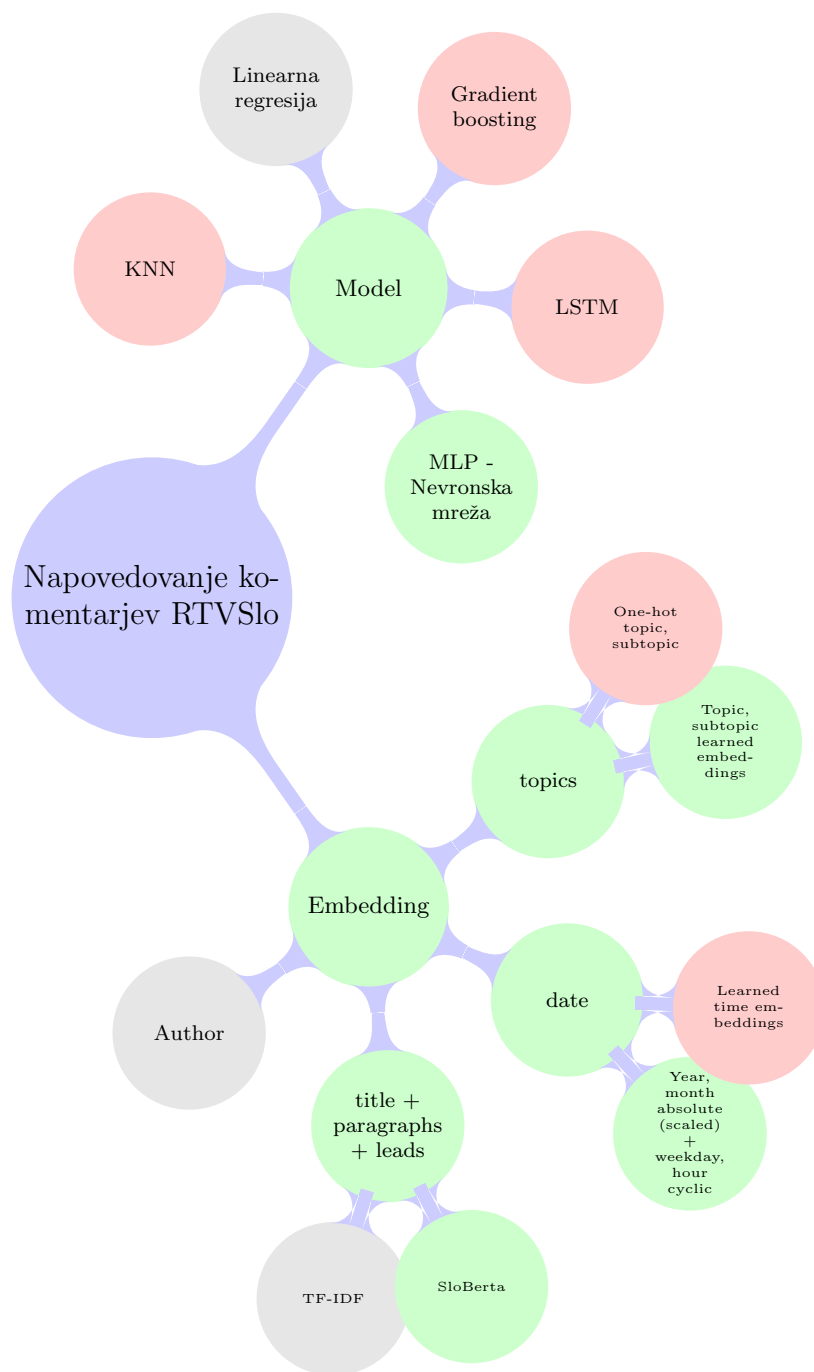 Linearna
regresija
Gradient
boosting
KNN
Model
LSTM
MLP -
Nevronska
mreža
Napovedovanje ko-
mentarjev RTVSlo
One-hot
topic,
subtopic
Topic,
subtopic
learned
embed-
dings
topics
Embedding
Author
date
Learned
time em-
beddings
Year,
month
absolute
(scaled)
+
weekday,
hour
cyclic
title +
paragraphs
+ leads
TF-IDF
SloBerta